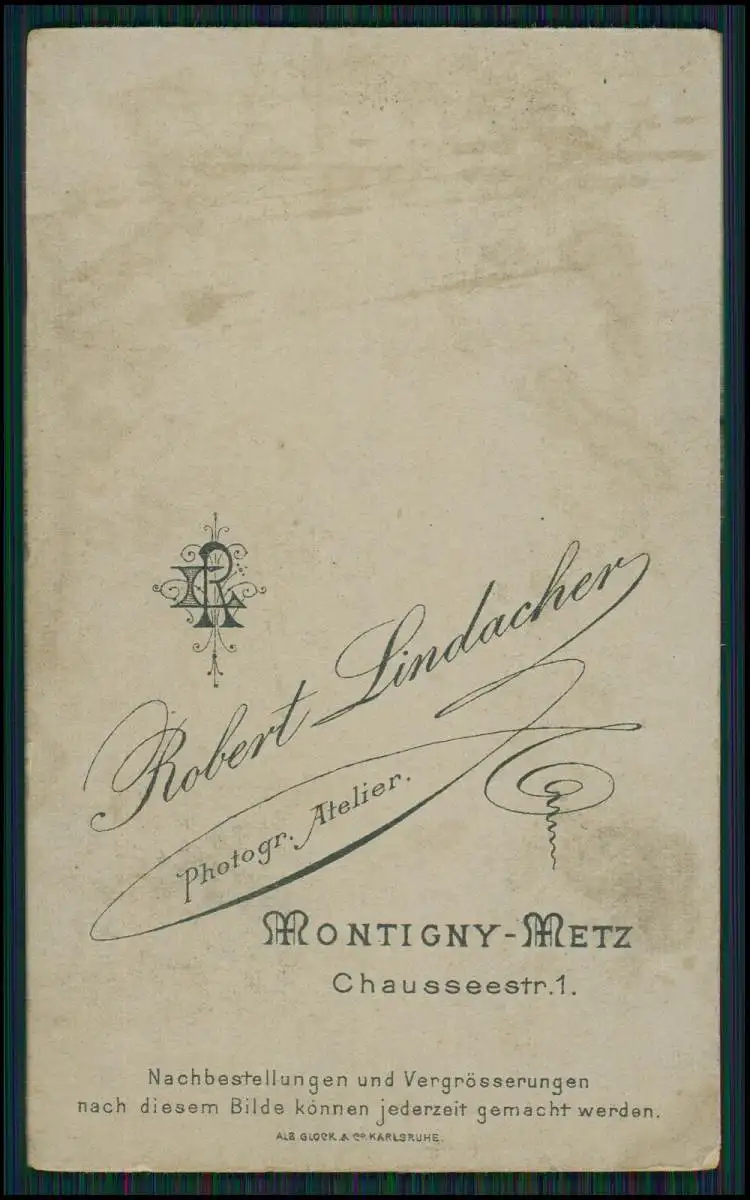 RL
Robert Lindacher
Photogr. Atelier.
MONTIGNY-METZ
Chausseestr.1.
Nachbestellungen und Vergrösserungen
nach diesem Bilde können jederzeit gemacht werden.
ALB. GLOCK & Co. KARLSRUHE.